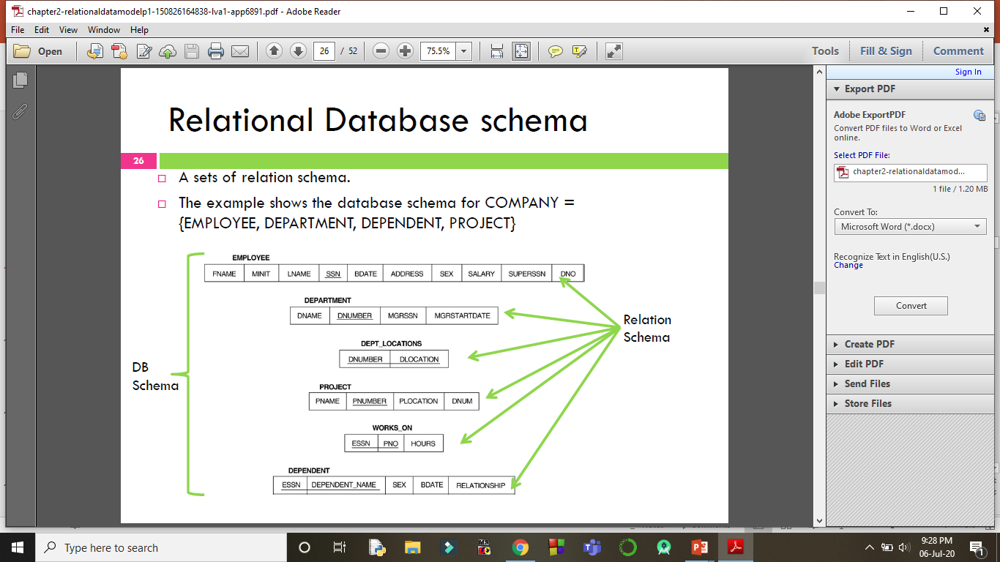 chapter2-relationaldatamodelp1-150826164838-lva1-app6891.pdf - Adobe Reader
File Edit View Window Help
Open 26 / 52 75.5% Tools Fill & Sign Comment
Sign In
Export PDF
Adobe ExportPDF
Convert PDF files to Word or Excel
online.
Select PDF File:
chapter2-relationaldatamod...
1 file / 1.20 MB
Convert To:
Microsoft Word (*.docx)
Recognize Text in English(U.S.)
Change
Convert
Create PDF
Edit PDF
Send Files
Store Files
Relational Database schema
26
A sets of relation schema.
The example shows the database schema for COMPANY =
{EMPLOYEE, DEPARTMENT, DEPENDENT, PROJECT}
EMPLOYEE
FNAME MINIT LNAME SSN BDATE ADDRESS SEX SALARY SUPERSSN DNO
DEPARTMENT
DNAME DNUMBER MGRSSN MGRSTARTDATE
Relation
Schema
DEPT_LOCATIONS
DNUMBER DLOCATION
DB
Schema
PROJECT
PNAME PNUMBER PLOCATION DNUM
WORKS_ON
ESSN PNO HOURS
DEPENDENT
ESSN DEPENDENT_NAME SEX BDATE RELATIONSHIP
Type here to search
9:28 PM
06-Jul-20
1